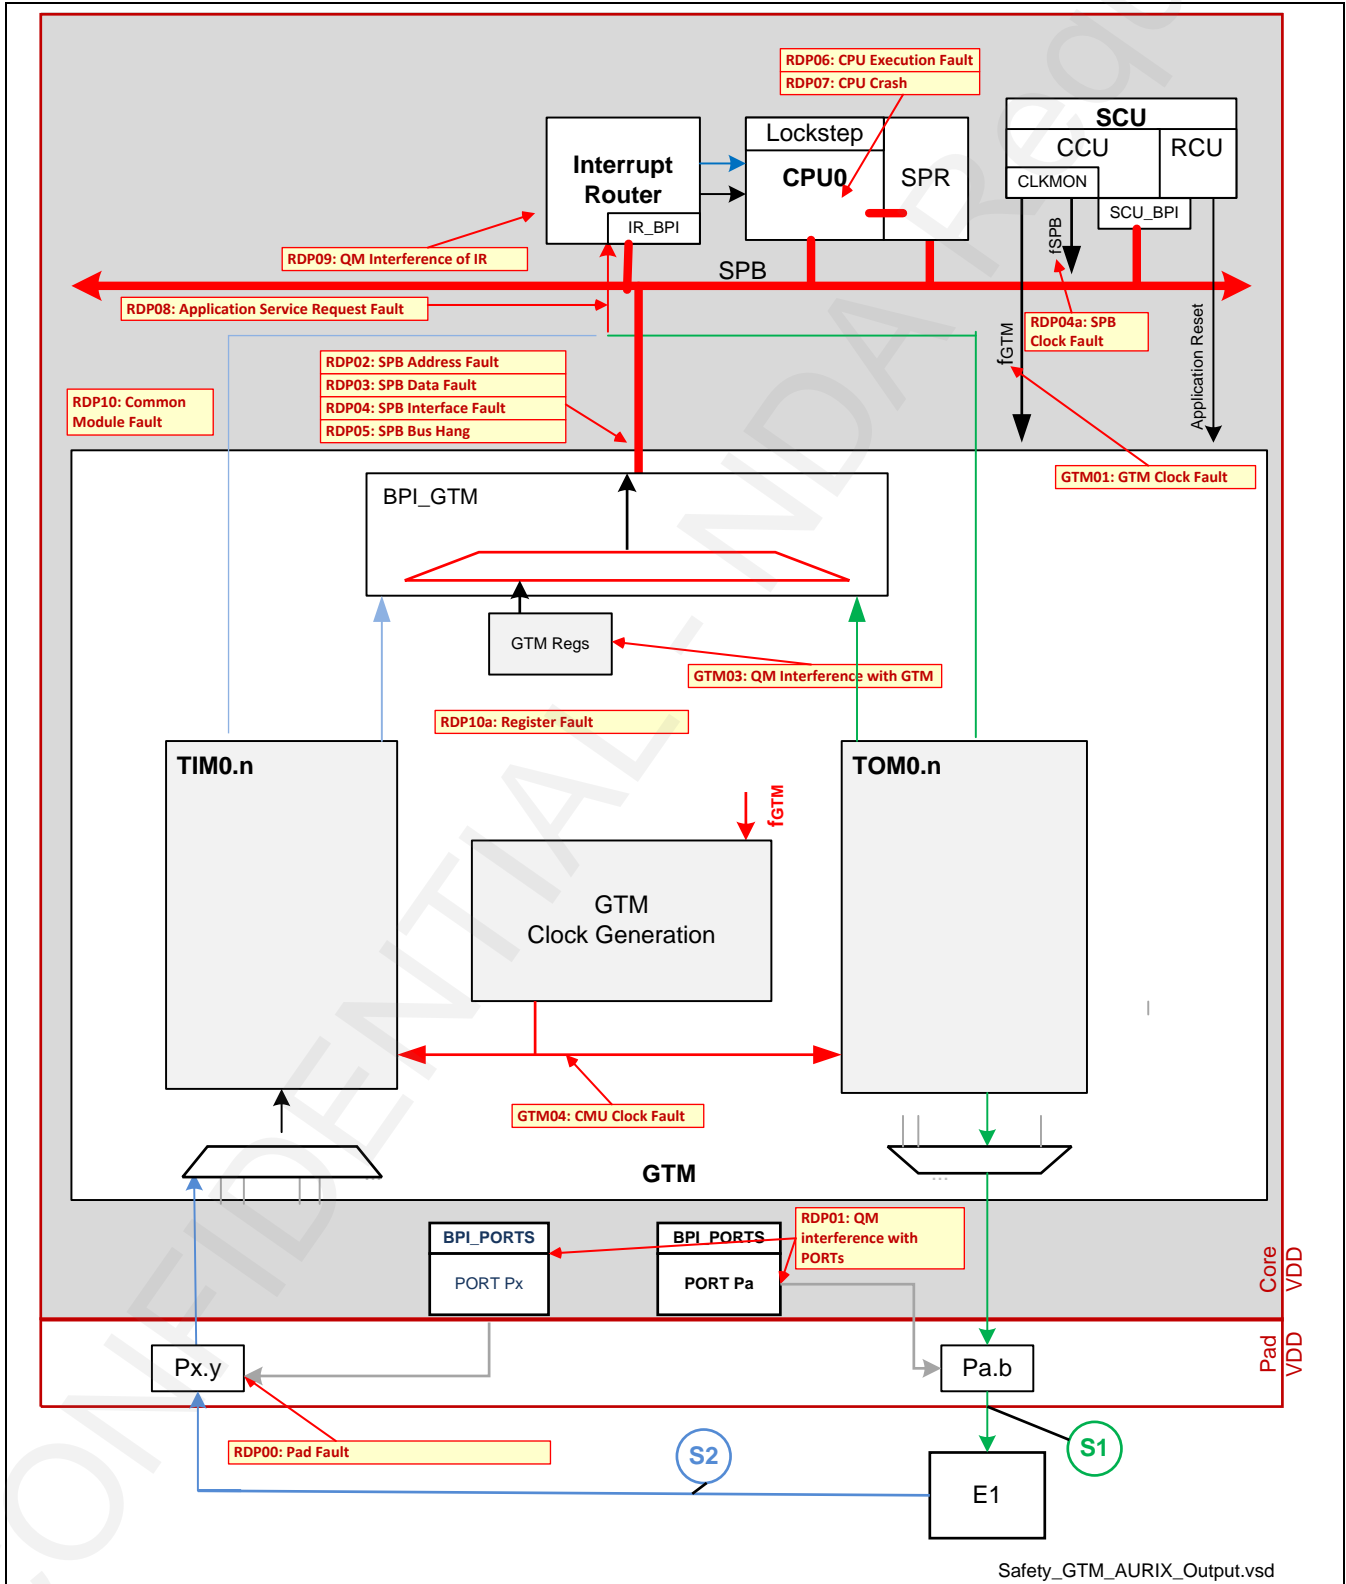 RDP06: CPU Execution Fault
RDP07: CPU Crash
SCU
CCU
RCU
CLKMON
SCU_BPI
Lockstep
CPU0
SPR
Interrupt
Router
IR_BPI
RDP09: QM Interference of IR
SPB
fSPB
RDP08: Application Service Request Fault
RDP04a: SPB
Clock Fault
fGTM
Application Reset
RDP02: SPB Address Fault
RDP03: SPB Data Fault
RDP04: SPB Interface Fault
RDP05: SPB Bus Hang
RDP10: Common
Module Fault
GTM01: GTM Clock Fault
BPI_GTM
GTM Regs
GTM03: QM Interference with GTM
RDP10a: Register Fault
TIM0.n
TOM0.n
fGTM
GTM
Clock Generation
GTM04: CMU Clock Fault
...
GTM
...
RDP01: QM
interference with
PORTs
BPI_PORTS
PORT Px
BPI_PORTS
PORT Pa
Core
VDD
Pad
VDD
Px.y
Pa.b
RDP00: Pad Fault
S2
S1
E1
Safety_GTM_AURIX_Output.vsd
CONFIDENTIAL - NDA Requ